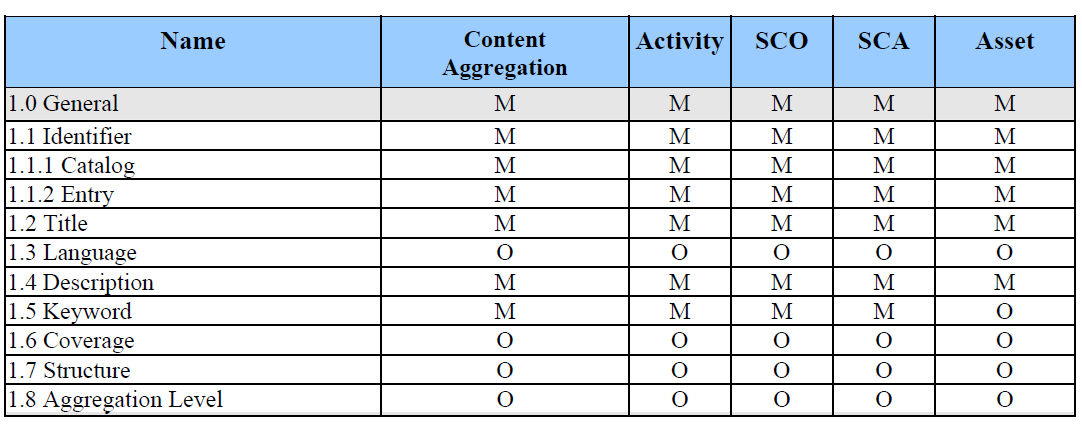 Name Content Aggregation Activity SCO SCA Asset
1.0 General M M M M M
1.1 Identifier M M M M M
1.1.1 Catalog M M M M M
1.1.2 Entry M M M M M
1.2 Title M M M M M
1.3 Language O O O O O
1.4 Description M M M M M
1.5 Keyword M M M M O
1.6 Coverage O O O O O
1.7 Structure O O O O O
1.8 Aggregation Level O O O O O